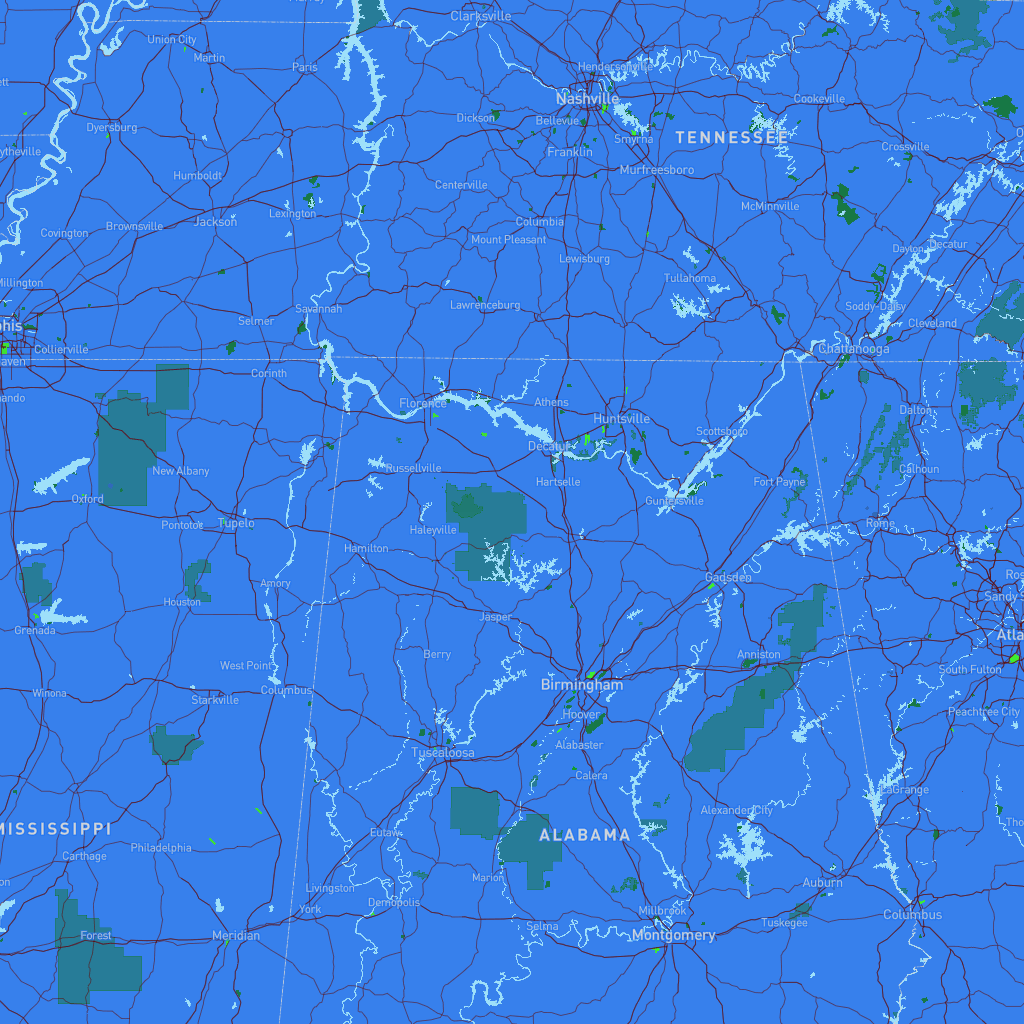 Clarksville
Union City
Martin
Paris
Hendersonville
Nashville
Cookeville
Dickson
Bellevue
Dyersburg
Smyrna
TENNESSEE
Crossville
Franklin
Humboldt
Centerville
Murfreesboro
McMinnville
Lexington
Jackson
Brownsville
Columbia
Covington
Mount Pleasant
Dayton
Decatur
Lewisburg
Millington
Tullahoma
Savannah
Lawrenceburg
Soddy-Daisy
Selmer
Cleveland
Collierville
Chattanooga
Corinth
Florence
Athens
Dalton
Huntsville
Scottsboro
Decatur
Russellville
New Albany
Calhoun
Hartselle
Fort Payne
Oxford
Guntersville
Pontotoc
Tupelo
Rome
Haleyville
Hamilton
Gadsden
Amory
Houston
Jasper
Grenada
Berry
Anniston
West Point
South Fulton
Birmingham
Columbus
Winona
Starkville
Peachtree City
Hoover
Alabaster
Tuscaloosa
Calera
LaGrange
Alexander City
MISSISSIPPI
Eutaw
ALABAMA
Philadelphia
Carthage
Marion
Livingston
Auburn
Demopolis
York
Millbrook
Columbus
Tuskegee
Selma
Forest
Meridian
Montgomery